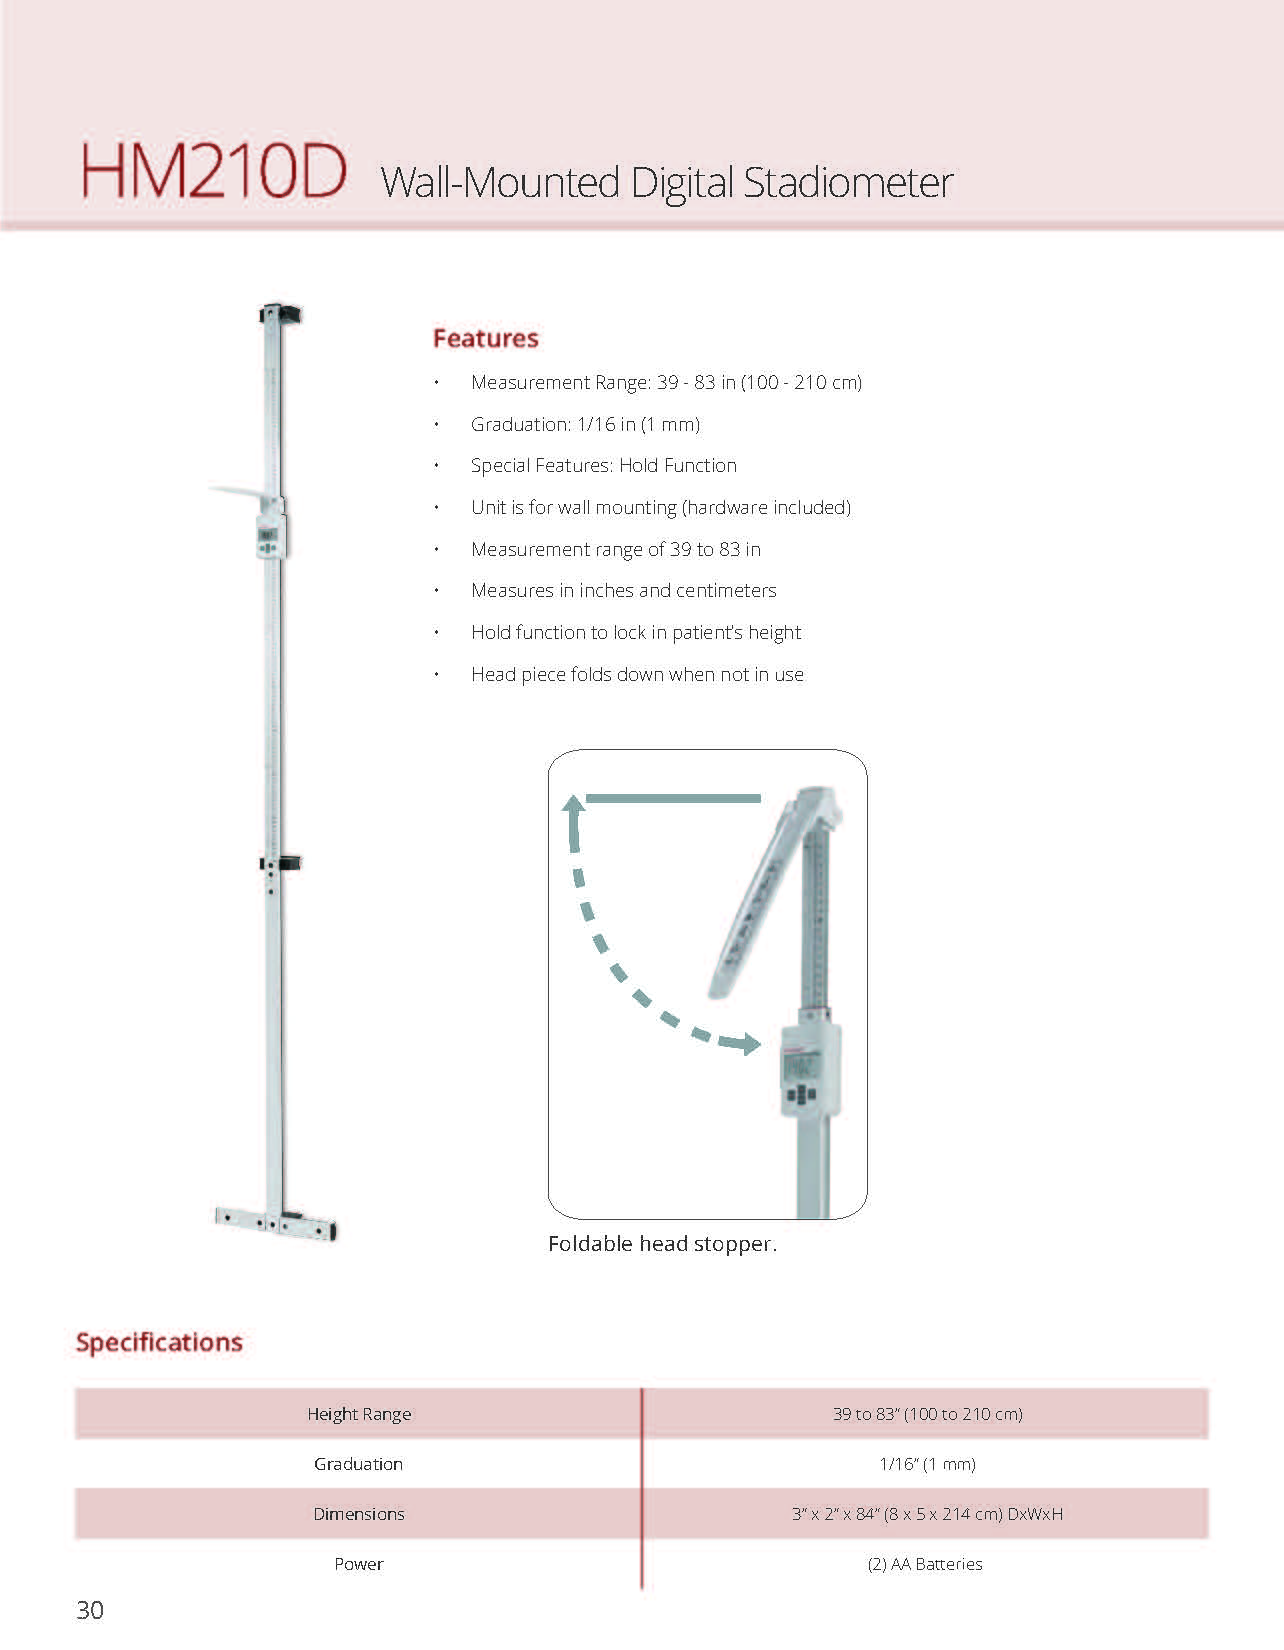 HM210D Wall-Mounted Digital Stadiometer
Features
• Measurement Range: 39 - 83 in (100 - 210 cm)
• Graduation: 1/16 in (1 mm)
• Special Features: Hold Function
• Unit is for wall mounting (hardware included)
• Measurement range of 39 to 83 in
• Measures in inches and centimeters
• Hold function to lock in patient's height
• Head piece folds down when not in use
Foldable head stopper.
Specifications
Height Range 39 to 83" (100 to 210 cm)
Graduation 1/16" (1 mm)
Dimensions 3" x 2" x 84" (8 x 5 x 214 cm) DxWxH
Power (2) AA Batteries
30